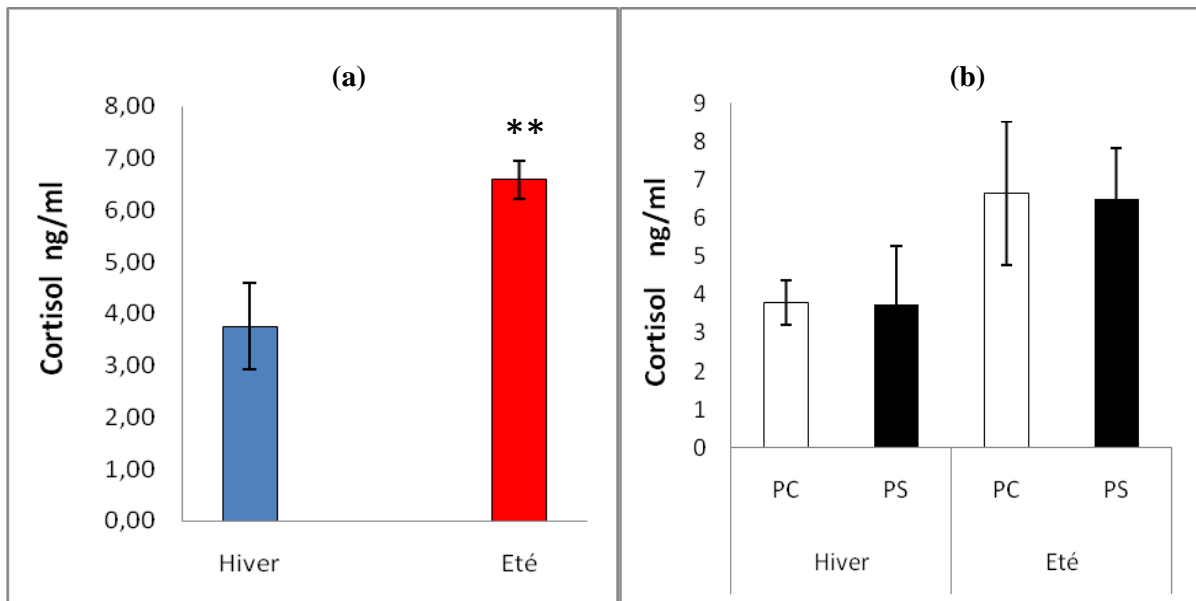 (a)
Cortisol ng/ml
8,00
7,00
6,00
5,00
4,00
3,00
2,00
1,00
0,00
**
Hiver Eté
(b)
Cortisol ng/ml
9
8
7
6
5
4
3
2
1
0
PC PS PC PS
Hiver Eté